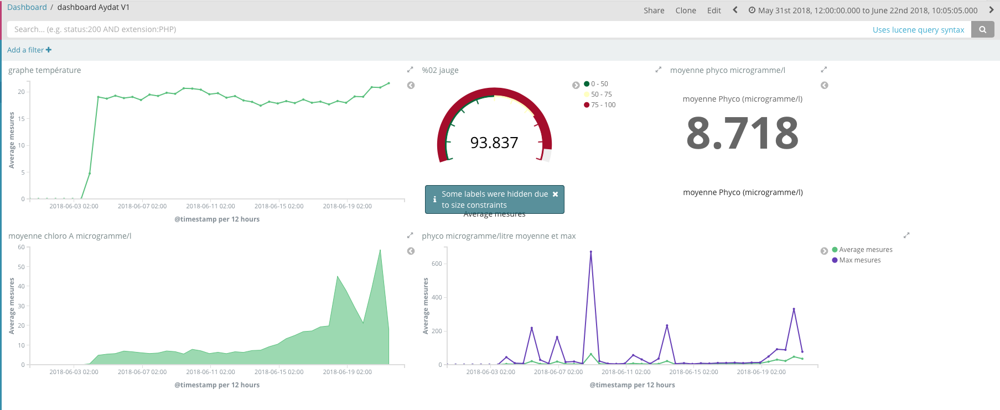 Dashboard / dashboard Aydat V1
Share Clone Edit May 31st 2018, 12:00:00.000 to June 22nd 2018, 10:05:05.000
Search... (e.g. status:200 AND extension:PHP) Uses lucene query syntax
Add a filter
graphe température
20
15
10
5
0
Average mesures
2018-06-03 02:00 2018-06-07 02:00 2018-06-11 02:00 2018-06-15 02:00 2018-06-19 02:00
@timestamp per 12 hours
%02 jauge
0 - 50
50 - 75
75 - 100
93.837
Some labels were hidden due
to size constraints
Average mesures
moyenne phyco microgramme/l
moyenne Phyco (microgramme/l)
8.718
moyenne Phyco (microgramme/l)
moyenne chloro A microgramme/l
60
50
40
30
20
10
0
Average mesures
2018-06-03 02:00 2018-06-07 02:00 2018-06-11 02:00 2018-06-15 02:00 2018-06-19 02:00
@timestamp per 12 hours
phyco microgramme/litre moyenne et max
600
400
200
0
Average mesures
2018-06-03 02:00 2018-06-07 02:00 2018-06-11 02:00 2018-06-15 02:00 2018-06-19 02:00
@timestamp per 12 hours
Average mesures
Max mesures